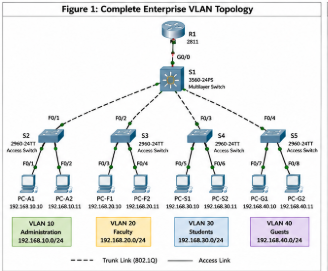 Figure 1: Complete Enterprise VLAN Topology
R1
2811
G0/0
S1
3560-24PS
Multilayer Switch
F0/1
F0/2
F0/3
F0/4
S2
2960-24TT
Access Switch
S3
2960-24TT
Access Switch
S4
2960-24TT
Access Switch
S5
2960-24TT
Access Switch
F0/1 F0/2 F0/3 F0/4 F0/5 F0/6 F0/7 F0/8
PC-A1 PC-A2 PC-F1 PC-F2 PC-S1 PC-S2 PC-G1 PC-G2
192.168.10.10 192.168.10.11 192.168.20.10 192.168.20.11 192.168.30.10 192.168.30.11 192.168.40.10 192.168.40.11
VLAN 10
Administration
192.168.10.0/24
VLAN 20
Faculty
192.168.20.0/24
VLAN 30
Students
192.168.30.0/24
VLAN 40
Guests
192.168.40.0/24
Trunk Link (802.1Q) Access Link